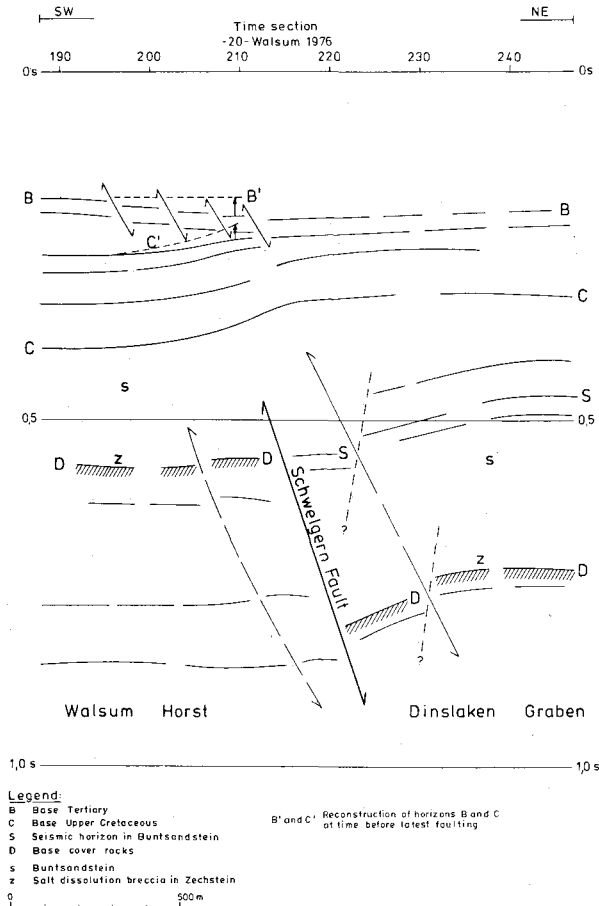 SW NE
Time section
-20- Walsum 1976
190 200 210 225 230 240
0s 0s
B B' B
C'
C
C
s
S
0,5 0,5
D z D S s
Schwelgern Fault
z
D
D
?
?
Walsum Horst Dinslaken Graben
1,0 s 1,0 s
Legend:
B Base Tertiary
C Base Upper Cretaceous
S Seismic horizon in Buntsandstein
D Base cover rocks
s Buntsandstein
z Salt dissolution breccia in Zechstein
B' and C' Reconstruction of horizons B and C
at time before latest faulting
0 500 m